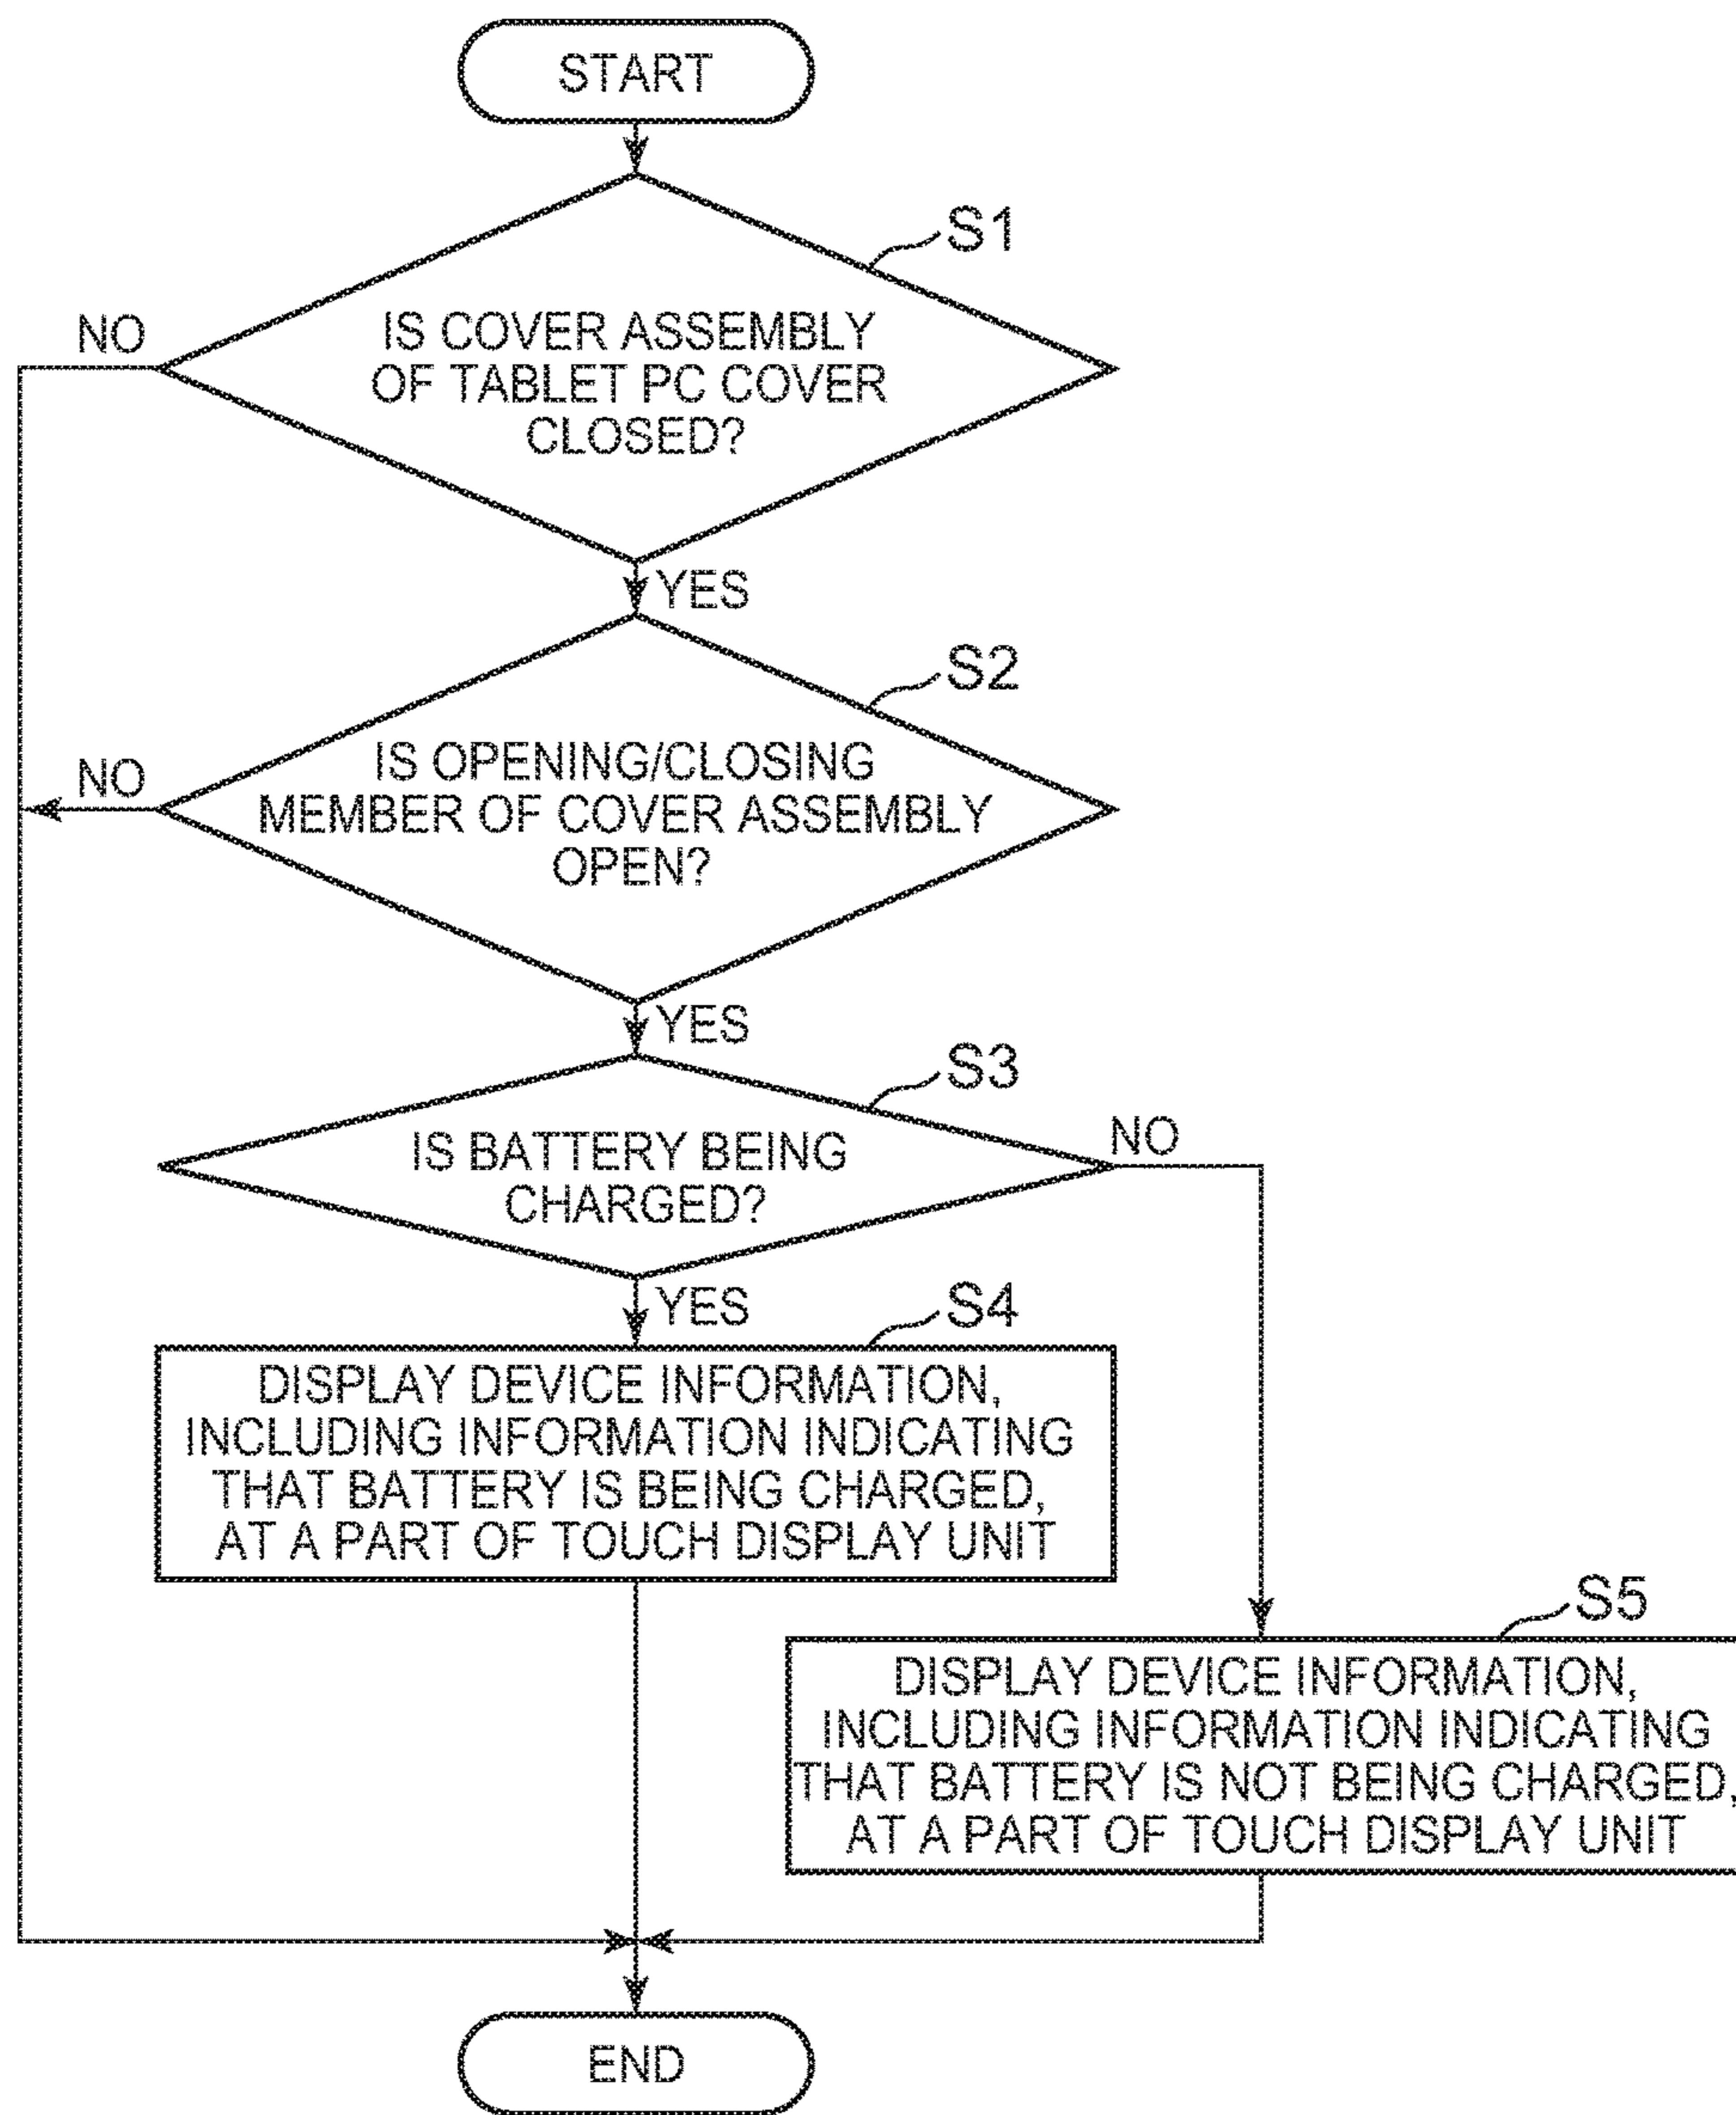 START
S1
NO
IS COVER ASSEMBLY
OF TABLET PC COVER
CLOSED?
YES
S2
NO
IS OPENING/CLOSING
MEMBER OF COVER ASSEMBLY
OPEN?
YES
S3
NO
IS BATTERY BEING
CHARGED?
YES
S4
DISPLAY DEVICE INFORMATION,
INCLUDING INFORMATION INDICATING
THAT BATTERY IS BEING CHARGED,
AT A PART OF TOUCH DISPLAY UNIT
S5
DISPLAY DEVICE INFORMATION,
INCLUDING INFORMATION INDICATING
THAT BATTERY IS NOT BEING CHARGED,
AT A PART OF TOUCH DISPLAY UNIT
END